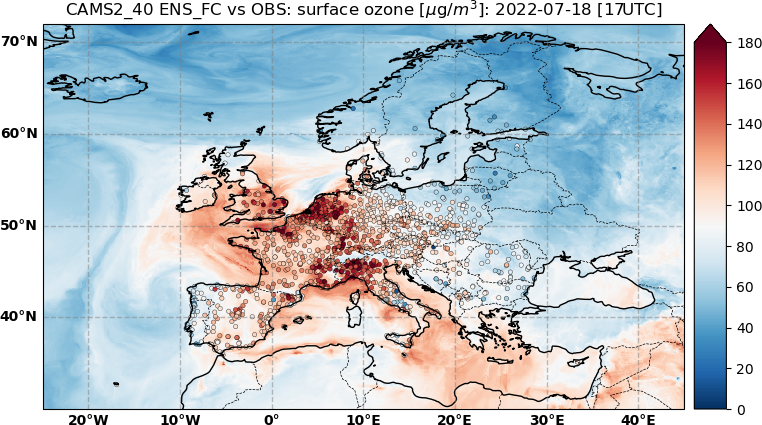 CAMS2_40 ENS_FC vs OBS: surface ozone [μg/m³]: 2022-07-18 [17UTC]
70°N
60°N
50°N
40°N
20°W
10°W
0°
10°E
20°E
30°E
40°E
180
160
140
120
100
80
60
40
20
0